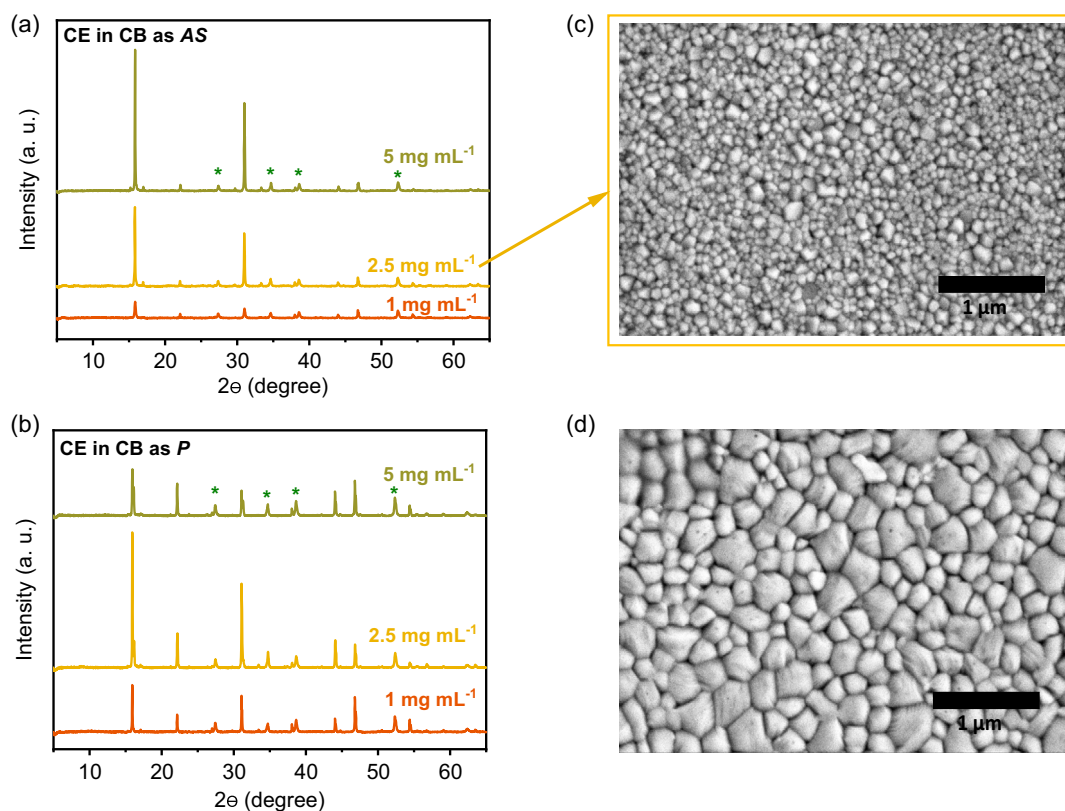 (a)
CE in CB as AS
Intensity (a. u.)
5 mg mL⁻¹
* * * *
2.5 mg mL⁻¹
1 mg mL⁻¹
10 20 30 40 50 60
2ɵ (degree)
(c)
1 μm
(b)
CE in CB as P
Intensity (a. u.)
5 mg mL⁻¹
* * * *
2.5 mg mL⁻¹
1 mg mL⁻¹
10 20 30 40 50 60
2ɵ (degree)
(d)
1 μm